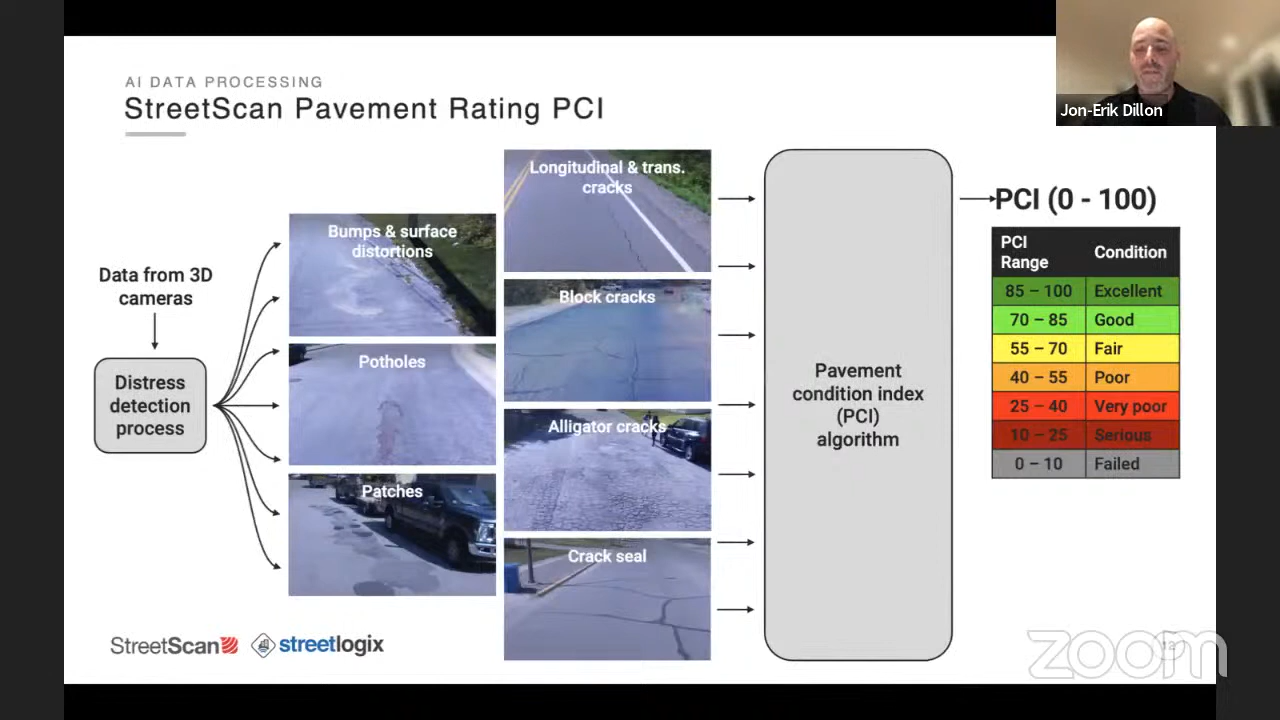 AI DATA PROCESSING
StreetScan Pavement Rating PCI
Jon-Erik Dillon
Data from 3D
cameras
Distress
detection
process
Bumps & surface
distortions
Potholes
Patches
Longitudinal & trans.
cracks
Block cracks
Alligator cracks
Crack seal
Pavement
condition index
(PCI)
algorithm
PCI (0 - 100)
PCI
Range
Condition
85 – 100 Excellent
70 – 85 Good
55 – 70 Fair
40 – 55 Poor
25 – 40 Very poor
10 – 25 Serious
0 – 10 Failed
StreetScan
streetlogix
12
zoom